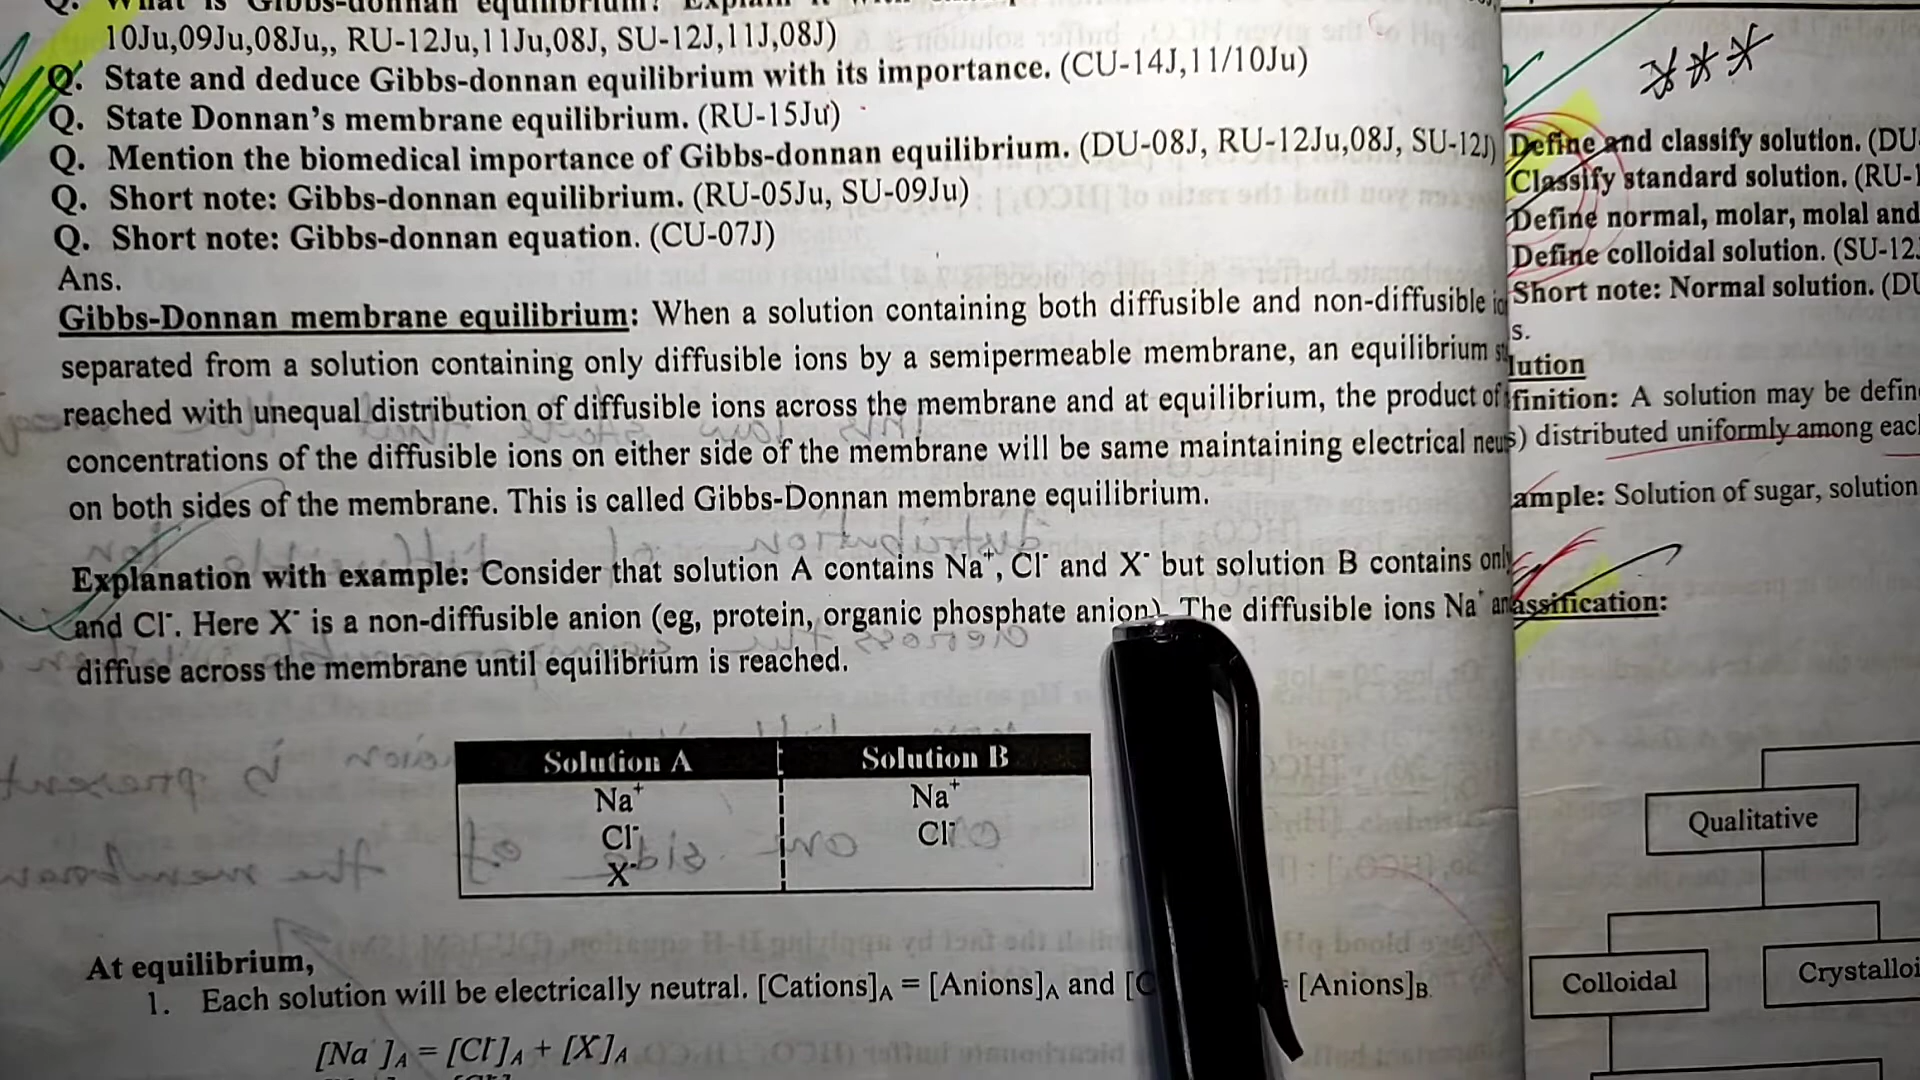 Q. What is Gibbs-donnan equilibrium? Explain it with
10Ju,09Ju,08Ju,, RU-12Ju,11Ju,08J, SU-12J,11J,08J)
Q. State and deduce Gibbs-donnan equilibrium with its importance. (CU-14J,11/10Ju)
Q. State Donnan's membrane equilibrium. (RU-15Ju)
Q. Mention the biomedical importance of Gibbs-donnan equilibrium. (DU-08J, RU-12Ju,08J, SU-12J)
Q. Short note: Gibbs-donnan equilibrium. (RU-05Ju, SU-09Ju)
Q. Short note: Gibbs-donnan equation. (CU-07J)
Ans.
Gibbs-Donnan membrane equilibrium: When a solution containing both diffusible and non-diffusible
separated from a solution containing only diffusible ions by a semipermeable membrane, an equilibrium
reached with unequal distribution of diffusible ions across the membrane and at equilibrium, the product of
concentrations of the diffusible ions on either side of the membrane will be same maintaining electrical
on both sides of the membrane. This is called Gibbs-Donnan membrane equilibrium.
Explanation with example: Consider that solution A contains Na⁺, Cl⁻ and X⁻ but solution B contains only
and Cl⁻. Here X⁻ is a non-diffusible anion (eg, protein, organic phosphate anion). The diffusible ions Na⁺
diffuse across the membrane until equilibrium is reached.
Solution A Solution B
Na⁺ Na⁺
Cl⁻ Cl⁻
X⁻
At equilibrium,
1. Each solution will be electrically neutral. [Cations]A = [Anions]A and = [Anions]B.
[Na⁺]A = [Cl⁻]A + [X]A
***
Define and classify solution. (DU
Classify standard solution. (RU-
Define normal, molar, molal and
Define colloidal solution. (SU-12
Short note: Normal solution. (DU
s.
lution
finition: A solution may be defin
s) distributed uniformly among eac
ample: Solution of sugar, solution
assification:
Qualitative
Colloidal Crystalloi